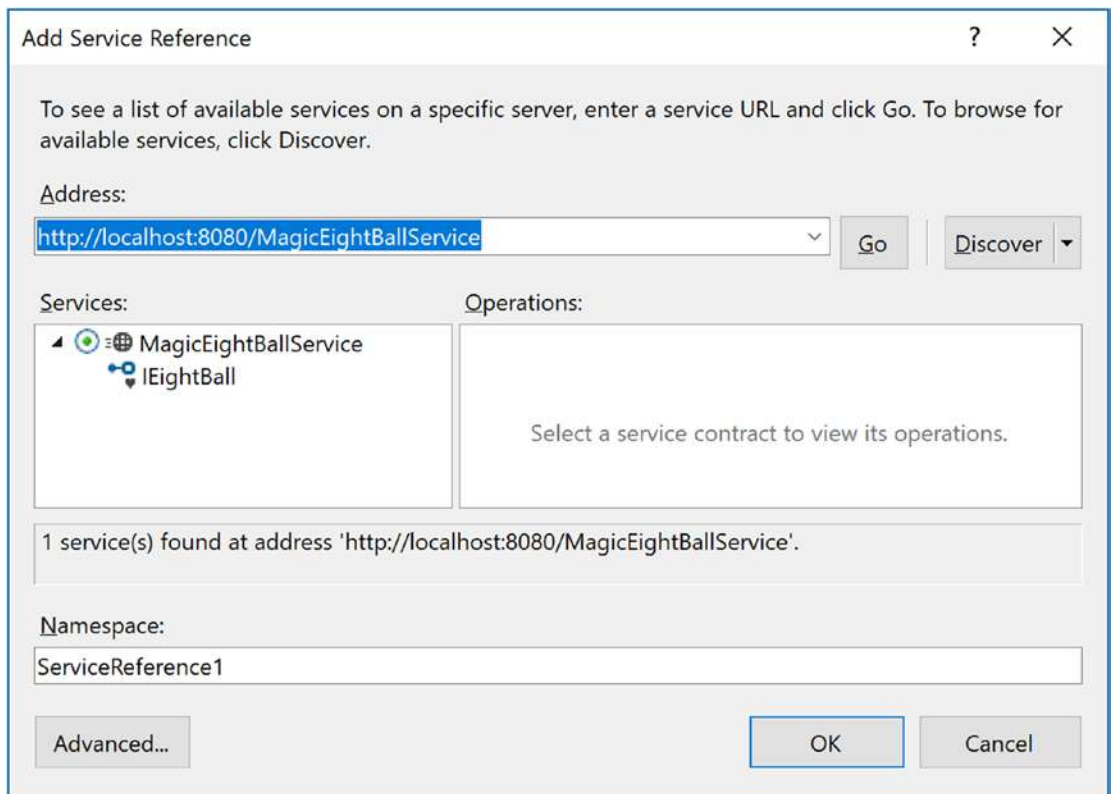 Add Service Reference
?
To see a list of available services on a specific server, enter a service URL and click Go. To browse for
available services, click Discover.
Address:
http://localhost:8080/MagicEightBallService
Go
Discover
Services:
Operations:
MagicEightBallService
IEightBall
Select a service contract to view its operations.
1 service(s) found at address 'http://localhost:8080/MagicEightBallService'.
Namespace:
ServiceReference1
Advanced...
OK
Cancel